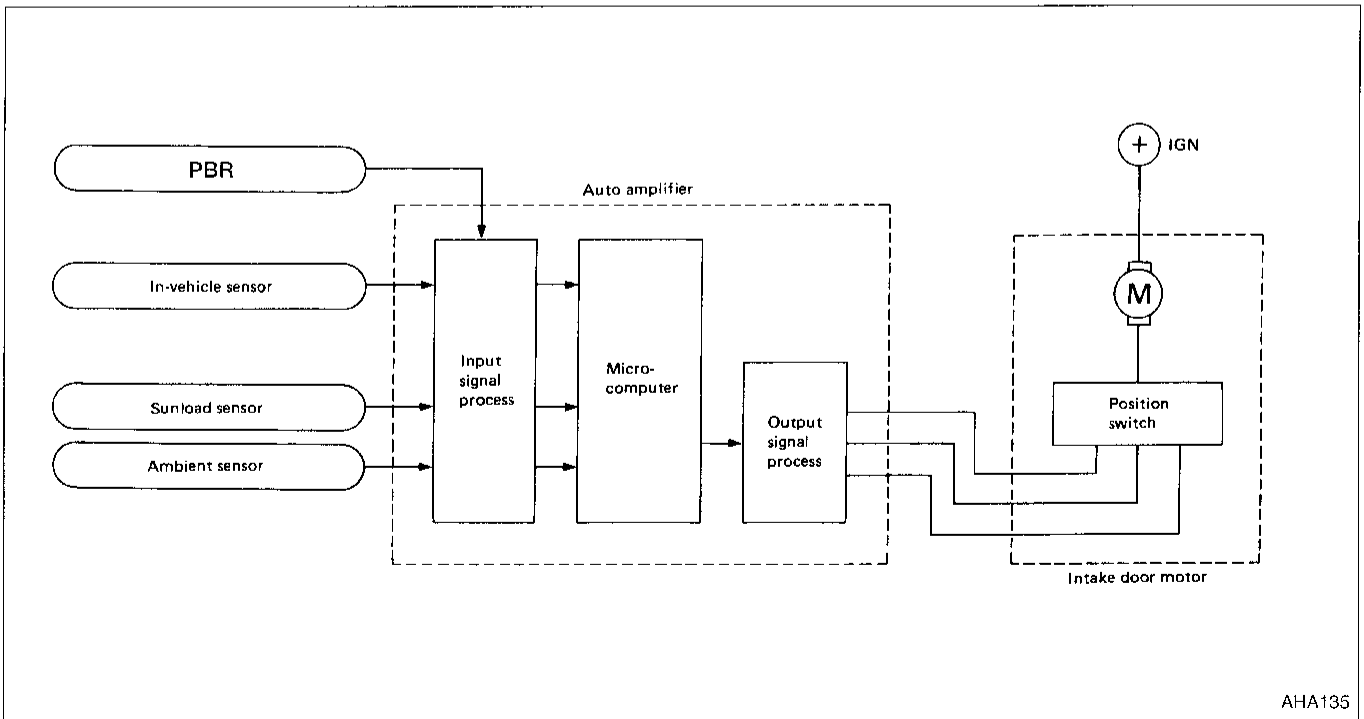 PBR
+
IGN
Auto amplifier
In-vehicle sensor
M
Input
signal
process
Micro-
computer
Sunload sensor
Position
switch
Output
signal
process
Ambient sensor
Intake door motor
AHA135